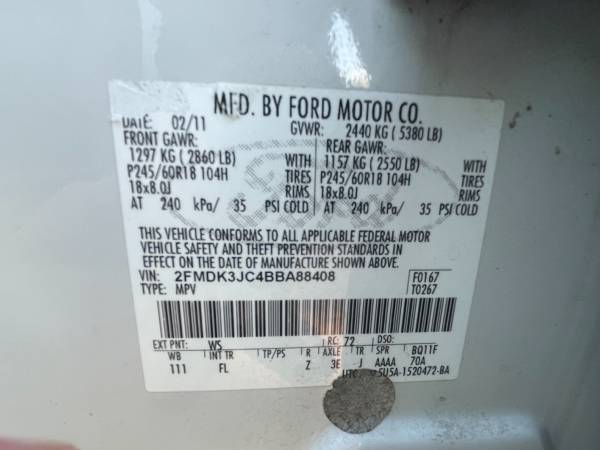 MFD. BY FORD MOTOR CO.
DATE: 02/11 GVWR: 2440 KG ( 5380 LB)
FRONT GAWR: REAR GAWR:
1297 KG ( 2860 LB) WITH 1157 KG ( 2550 LB) WITH
P245/60R18 104H TIRES P245/60R18 104H TIRES
18x8.0J RIMS 18x8.0J RIMS
AT 240 kPa/ 35 PSI COLD AT 240 kPa/ 35 PSI COLD
THIS VEHICLE CONFORMS TO ALL APPLICABLE FEDERAL MOTOR
VEHICLE SAFETY AND THEFT PREVENTION STANDARDS IN
EFFECT ON THE DATE OF MANUFACTURE SHOWN ABOVE.
VIN: 2FMDK3JC4BBA88408 F0167
TYPE: MPV T0267
EXT PNT: WS RC: 72 DSO:
WB INT TR TP/PS R AXLE TR SPR BQ11F
111 FL Z 3E J AAAA 70A
UTC 5U5A-1520472-BA